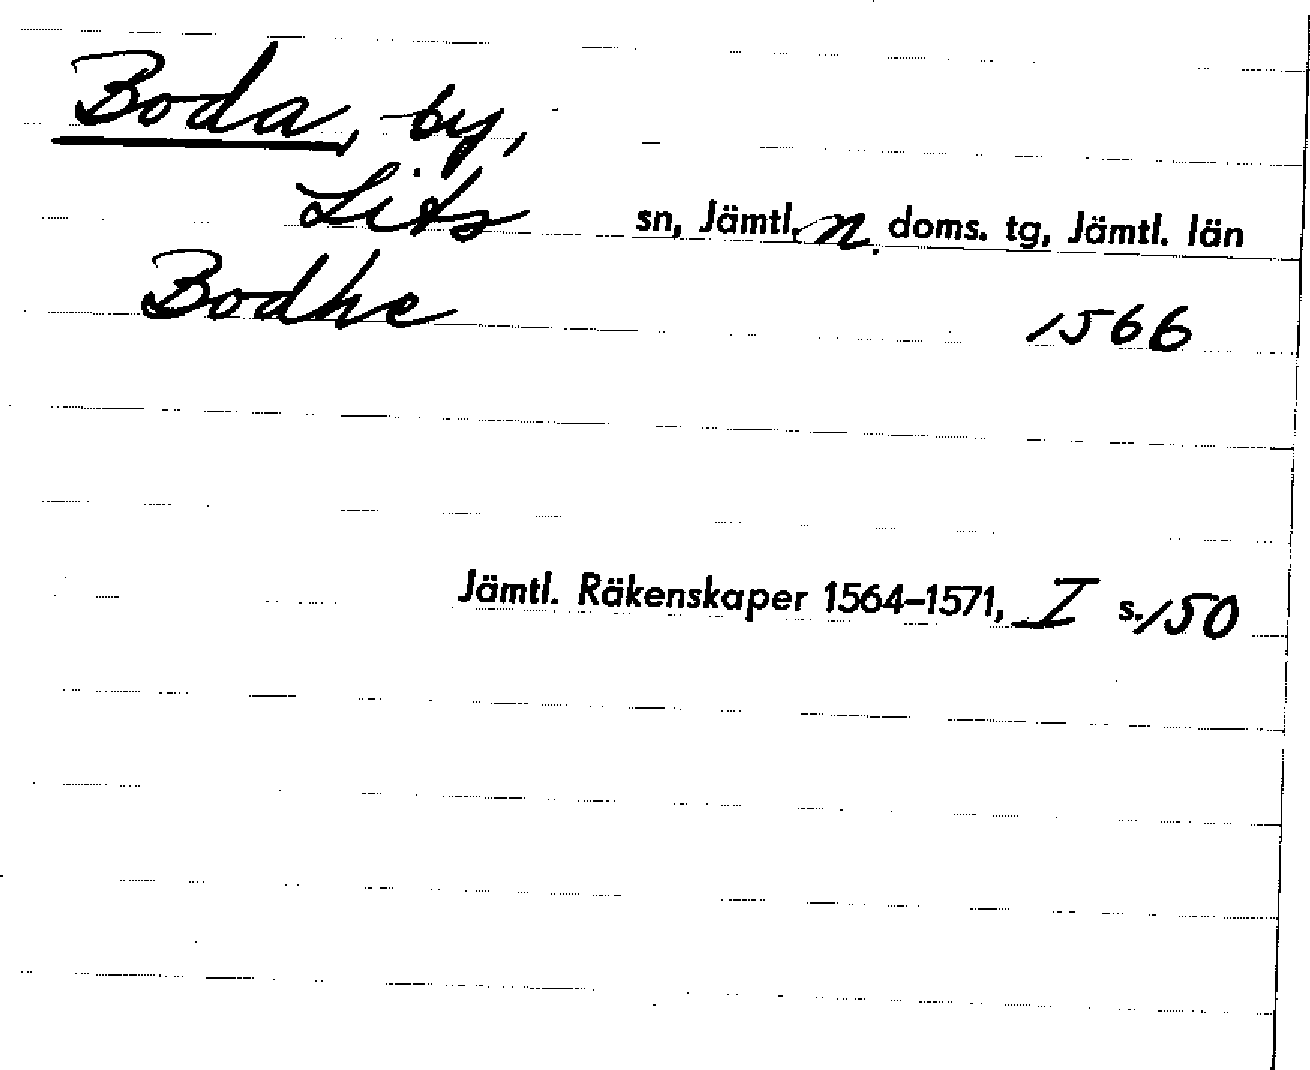 Boda, by,
Lits sn, Jämtl. n. doms. tg, Jämtl. län
Bodhe 1566
Jämtl. Räkenskaper 1564–1571, I s. 150